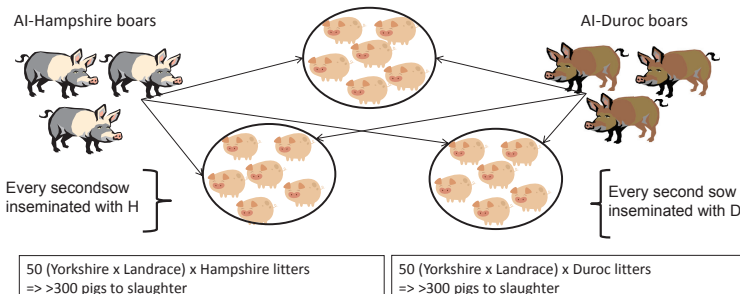 AI-Hampshire boars
AI-Duroc boars
Every secondsow
inseminated with H
Every second sow
inseminated with D
50 (Yorkshire x Landrace) x Hampshire litters
=> >300 pigs to slaughter
50 (Yorkshire x Landrace) x Duroc litters
=> >300 pigs to slaughter